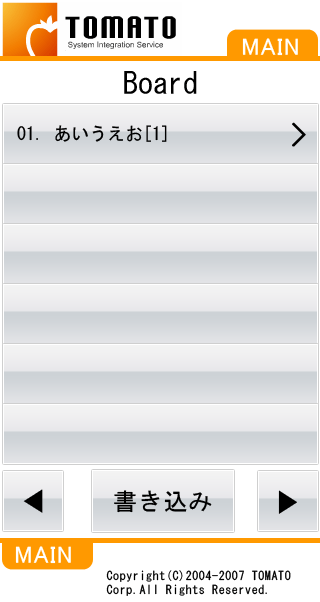 TOMATO
System Integration Service
MAIN
Board
01. あいうえお[1]
書き込み
MAIN
Copyright(C)2004-2007 TOMATO
Corp.All Rights Reserved.